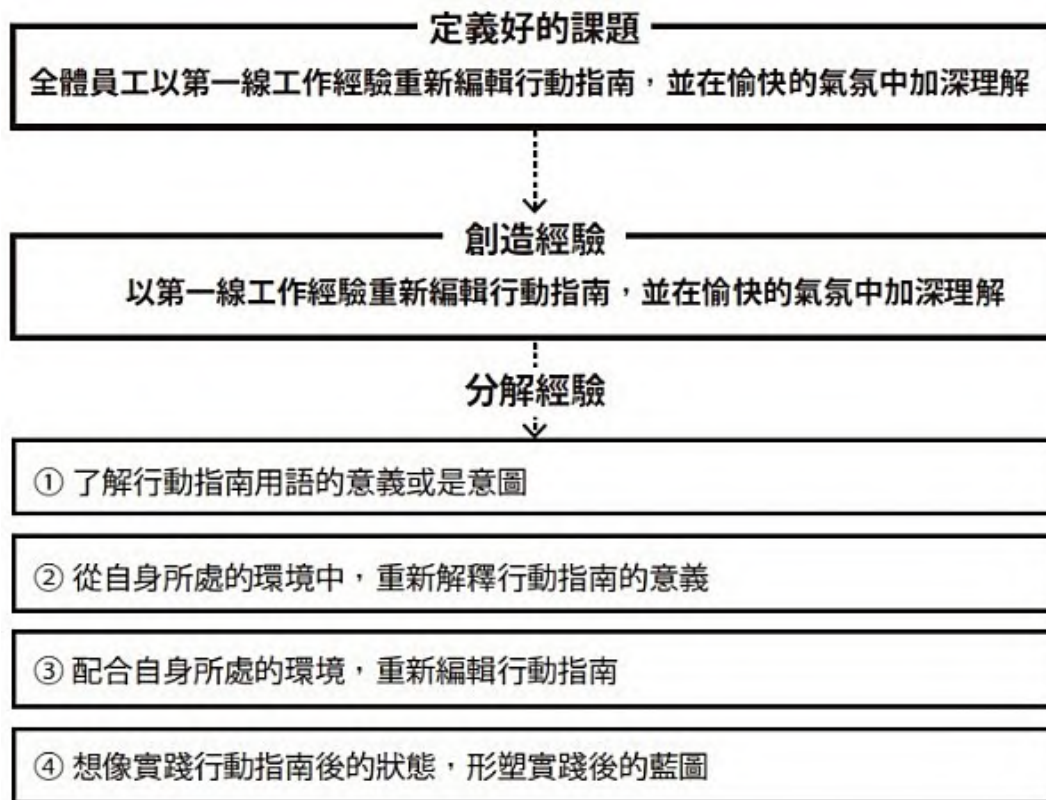 定義好的課題
全體員工以第一線工作經驗重新編輯行動指南，並在愉快的氣氛中加深理解
創造經驗
以第一線工作經驗重新編輯行動指南，並在愉快的氣氛中加深理解
分解經驗
① 了解行動指南用語的意義或是意圖
② 從自身所處的環境中，重新解釋行動指南的意義
③ 配合自身所處的環境，重新編輯行動指南
④ 想像實踐行動指南後的狀態，形塑實踐後的藍圖